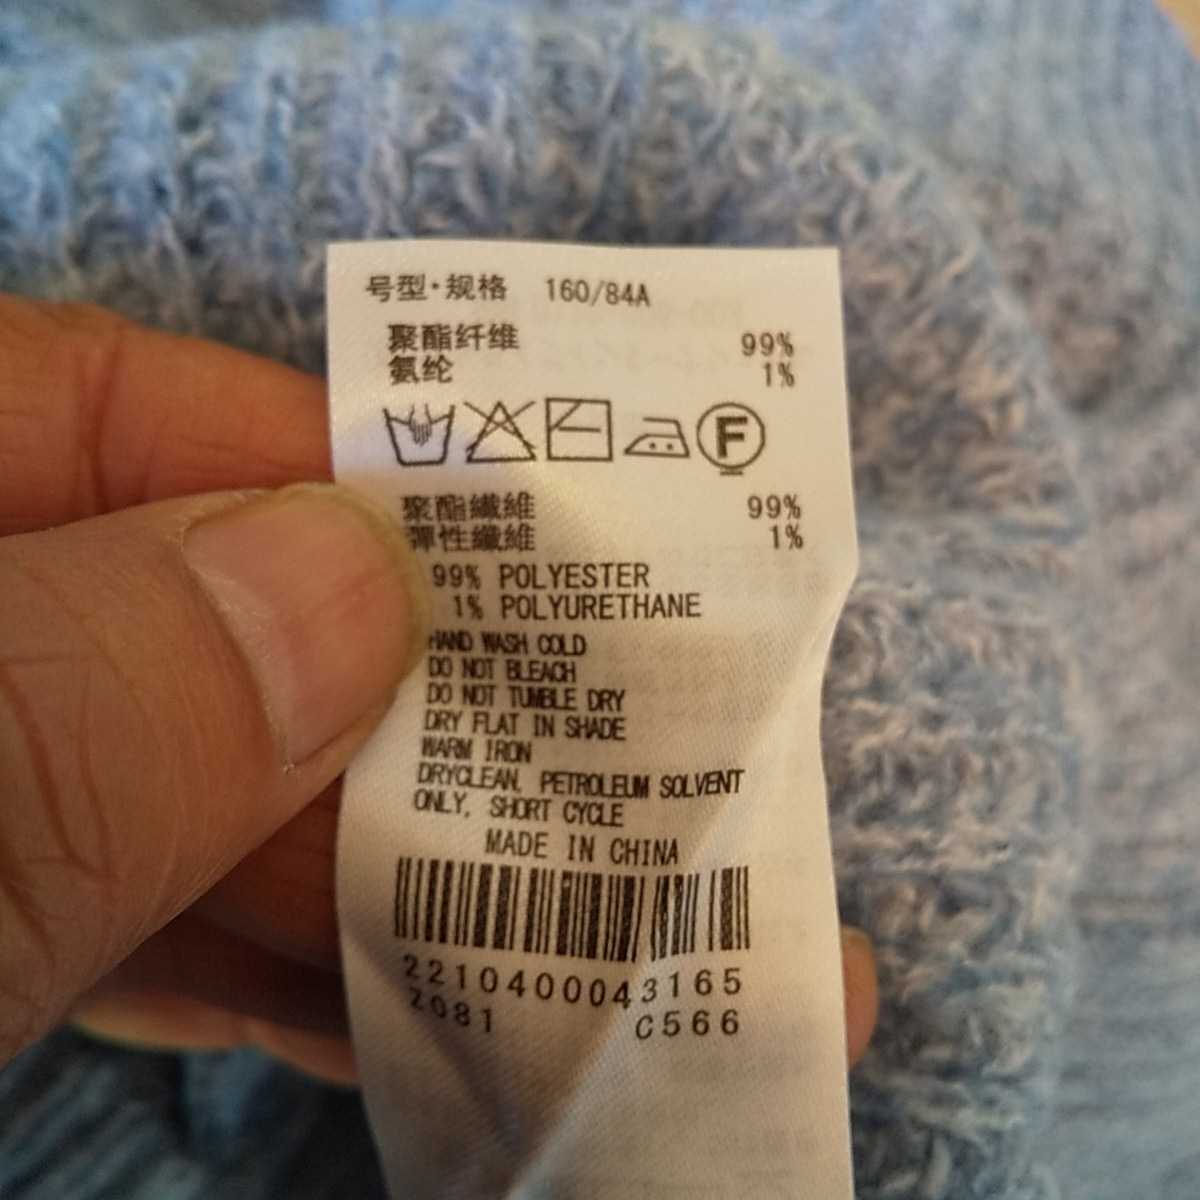 号型·规格 160/84A
聚酯纤维 99%
氨纶 1%
F
聚酯纖維 99%
彈性纖維 1%
99% POLYESTER
1% POLYURETHANE
HAND WASH COLD
DO NOT BLEACH
DO NOT TUMBLE DRY
DRY FLAT IN SHADE
WARM IRON
DRYCLEAN, PETROLEUM SOLVENT
ONLY, SHORT CYCLE
MADE IN CHINA
2210400043165
Z081 C566